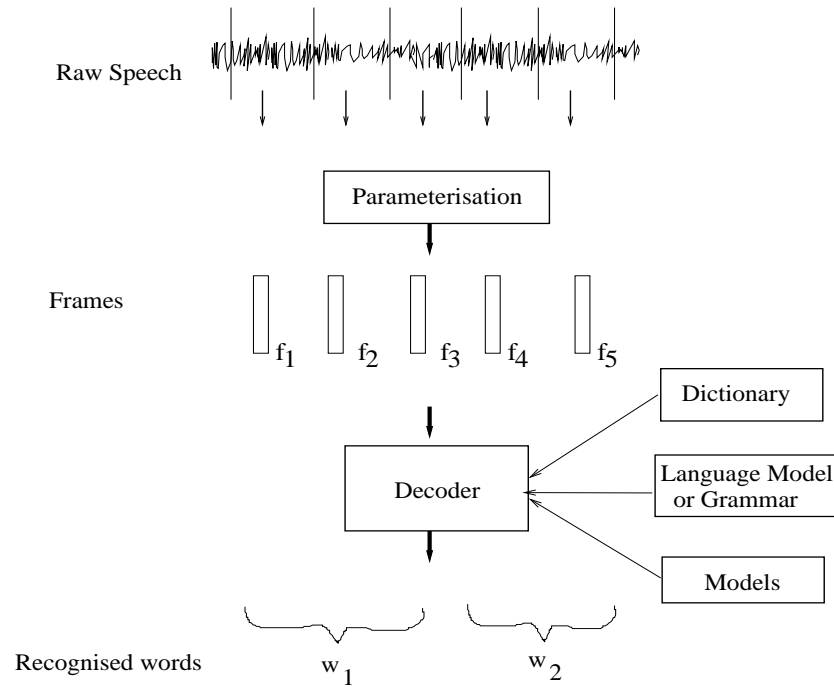 Raw Speech
Parameterisation
Frames
f1 f2 f3 f4 f5
Dictionary
Decoder
Language Model
or Grammar
Models
Recognised words
w1 w2